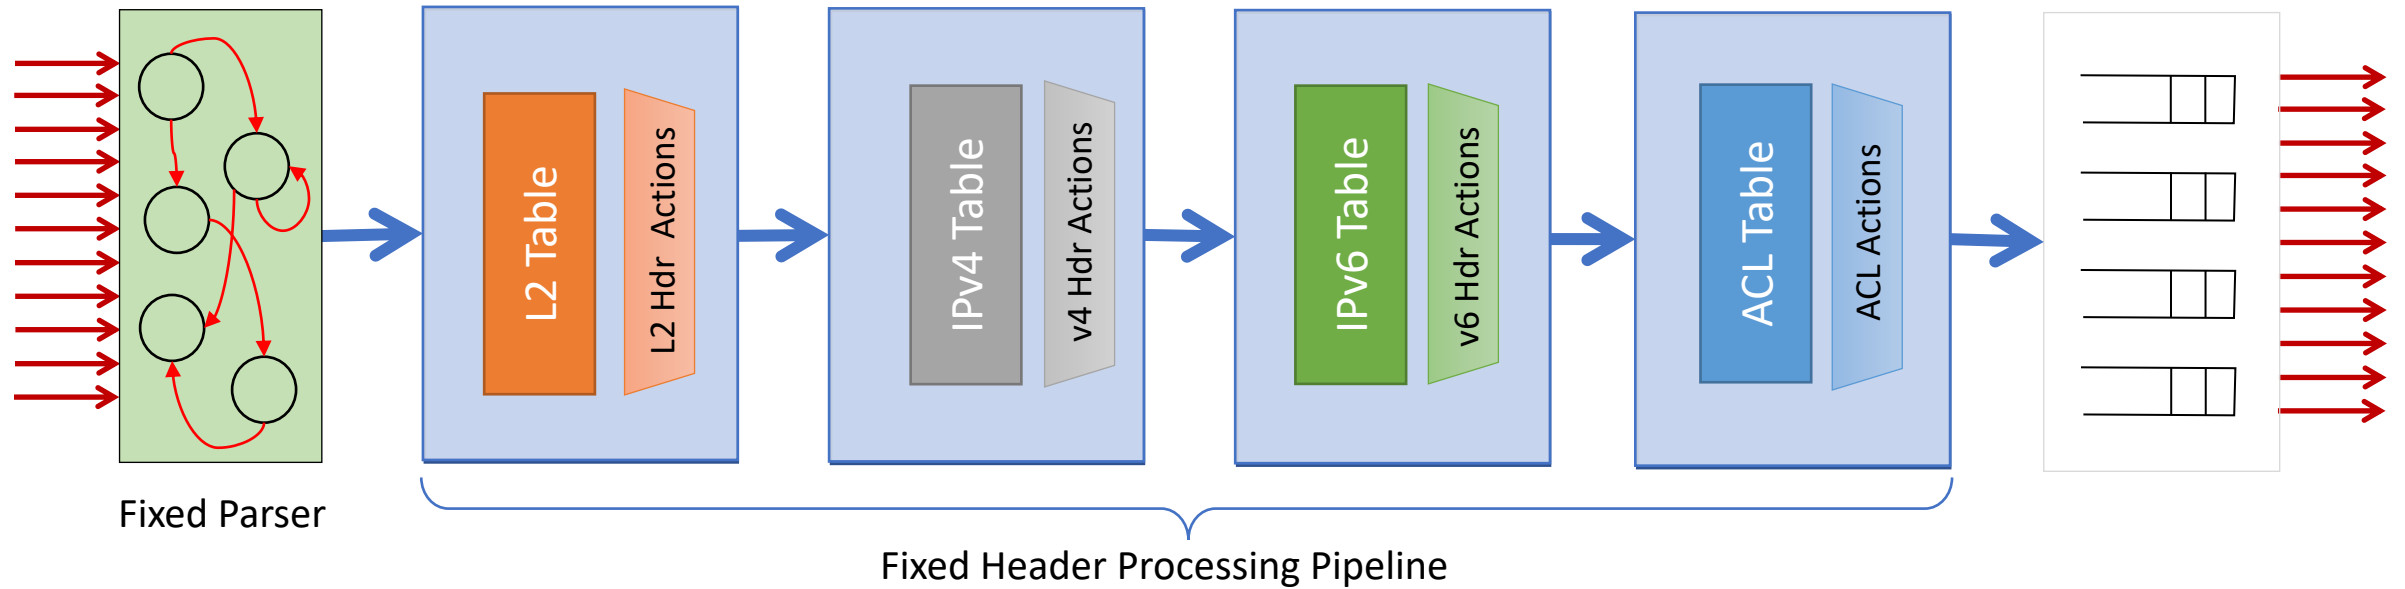 L2 Table
L2 Hdr Actions
IPv4 Table
v4 Hdr Actions
IPv6 Table
v6 Hdr Actions
ACL Table
ACL Actions
Fixed Parser
Fixed Header Processing Pipeline